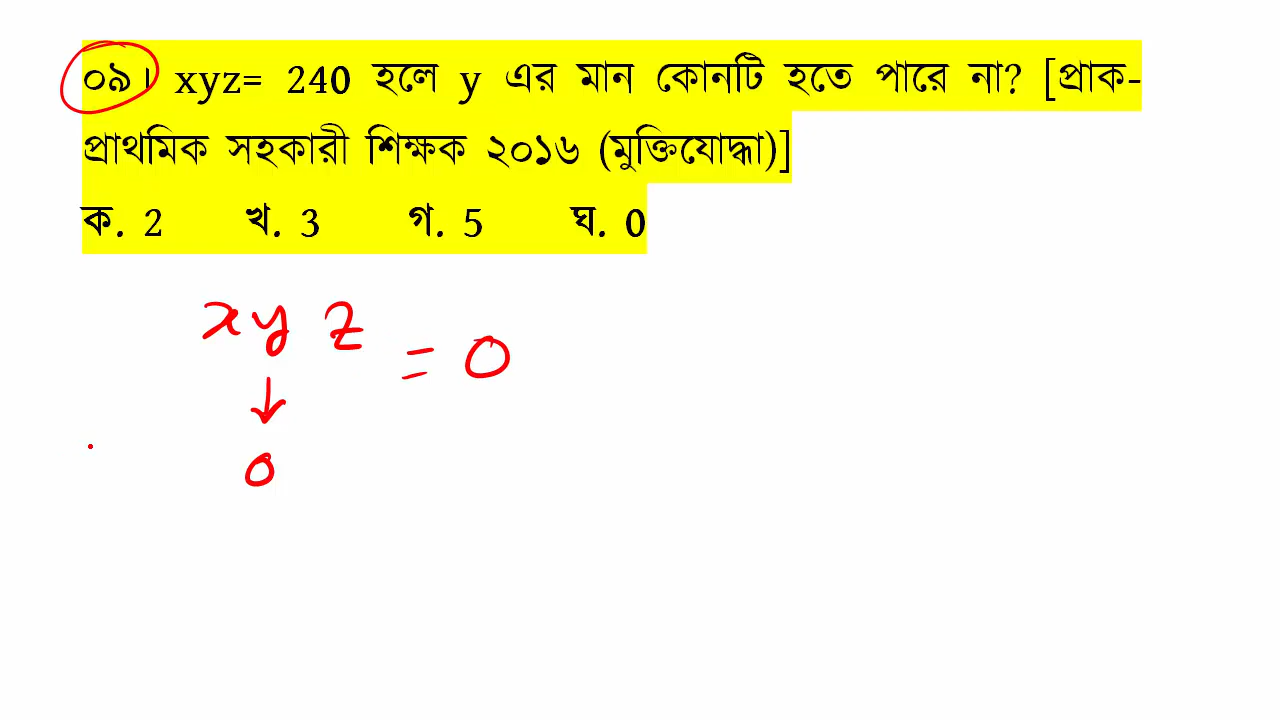 ০৯। xyz= 240 হলে y এর মান কোনটি হতে পারে না? [প্রাক-
প্রাথমিক সহকারী শিক্ষক ২০১৬ (মুক্তিযোদ্ধা)]
ক. 2 খ. 3 গ. 5 ঘ. 0
xyz = 0
↓
0